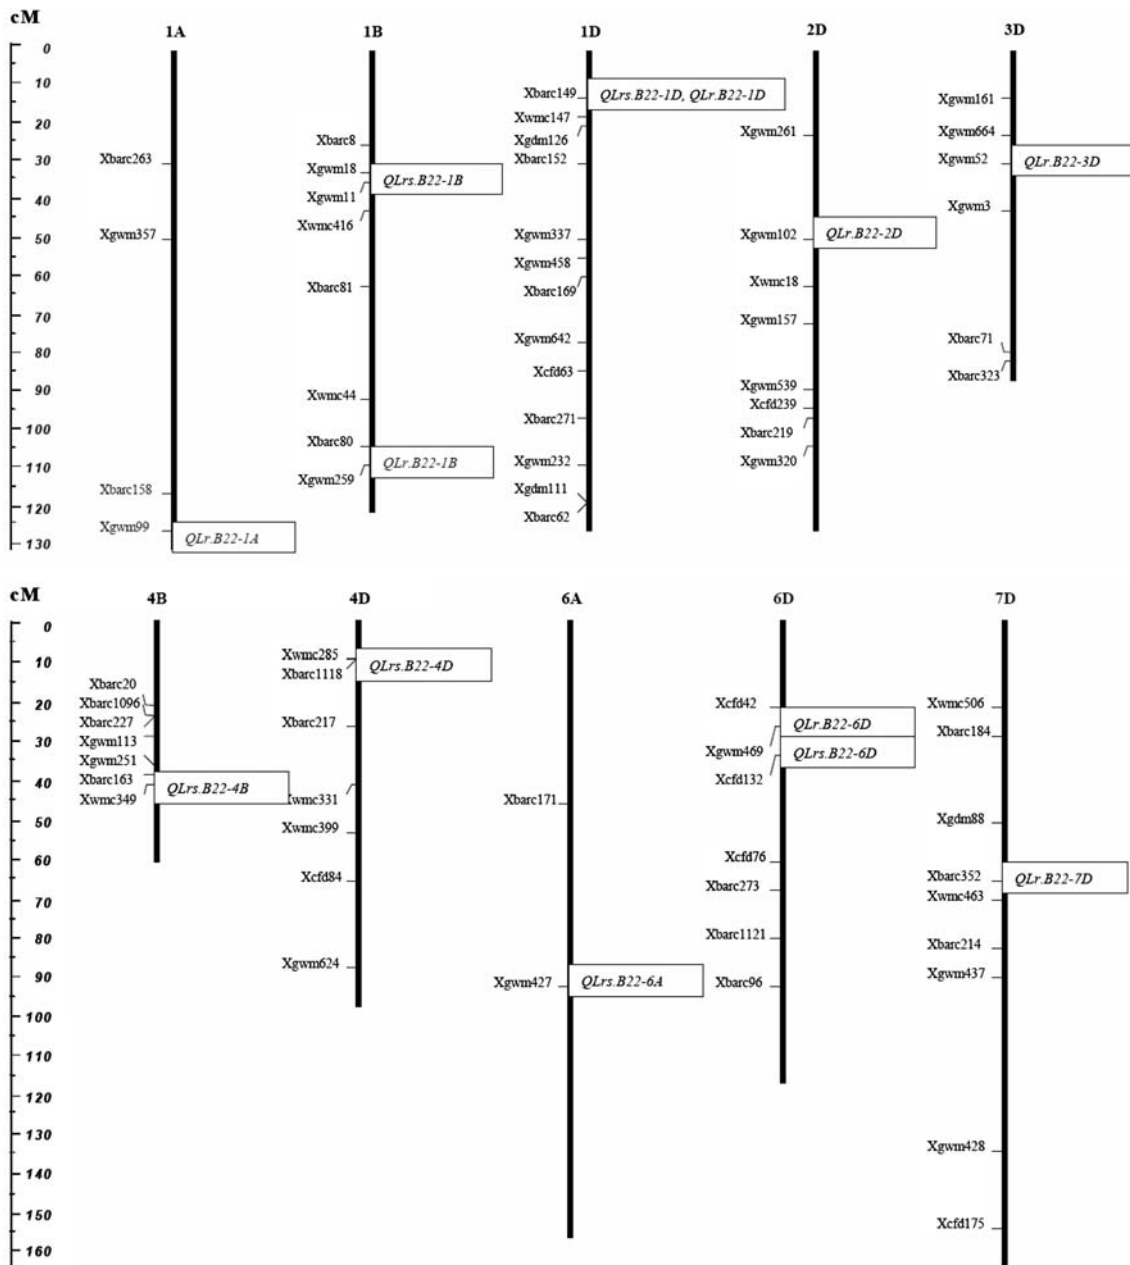 cM
1A
1B
1D
2D
3D
0
10
20
30
40
50
60
70
80
90
100
110
120
130
Xbarc263
Xgwm357
Xbarc158
Xgwm99
QLr.B22-1A
Xbarc8
Xgwm18
Xgwm11
Xwmc416
QLrs.B22-1B
Xbarc81
Xwmc44
Xbarc80
Xgwm259
QLr.B22-1B
Xbarc149
QLrs.B22-1D, QLr.B22-1D
Xwmc147
Xgdm126
Xbarc152
Xgwm337
Xgwm458
Xbarc169
Xgwm642
Xcfd63
Xbarc271
Xgwm232
Xgdm111
Xbarc62
Xgwm261
Xgwm102
QLr.B22-2D
Xwmc18
Xgwm157
Xgwm539
Xcfd239
Xbarc219
Xgwm320
Xgwm161
Xgwm664
Xgwm52
QLr.B22-3D
Xgwm3
Xbarc71
Xbarc323
cM
4B
4D
6A
6D
7D
0
10
20
30
40
50
60
70
80
90
100
110
120
130
140
150
160
Xbarc20
Xbarc1096
Xbarc227
Xgwm113
Xgwm251
Xbarc163
Xwmc349
QLrs.B22-4B
Xwmc285
Xbarc1118
QLrs.B22-4D
Xbarc217
Xwmc331
Xwmc399
Xcfd84
Xgwm624
Xbarc171
Xgwm427
QLrs.B22-6A
Xcfd42
QLr.B22-6D
Xgwm469
QLrs.B22-6D
Xcfd132
Xcfd76
Xbarc273
Xbarc1121
Xbarc96
Xwmc506
Xbarc184
Xgdm88
Xbarc352
QLr.B22-7D
Xwmc463
Xbarc214
Xgwm437
Xgwm428
Xcfd175